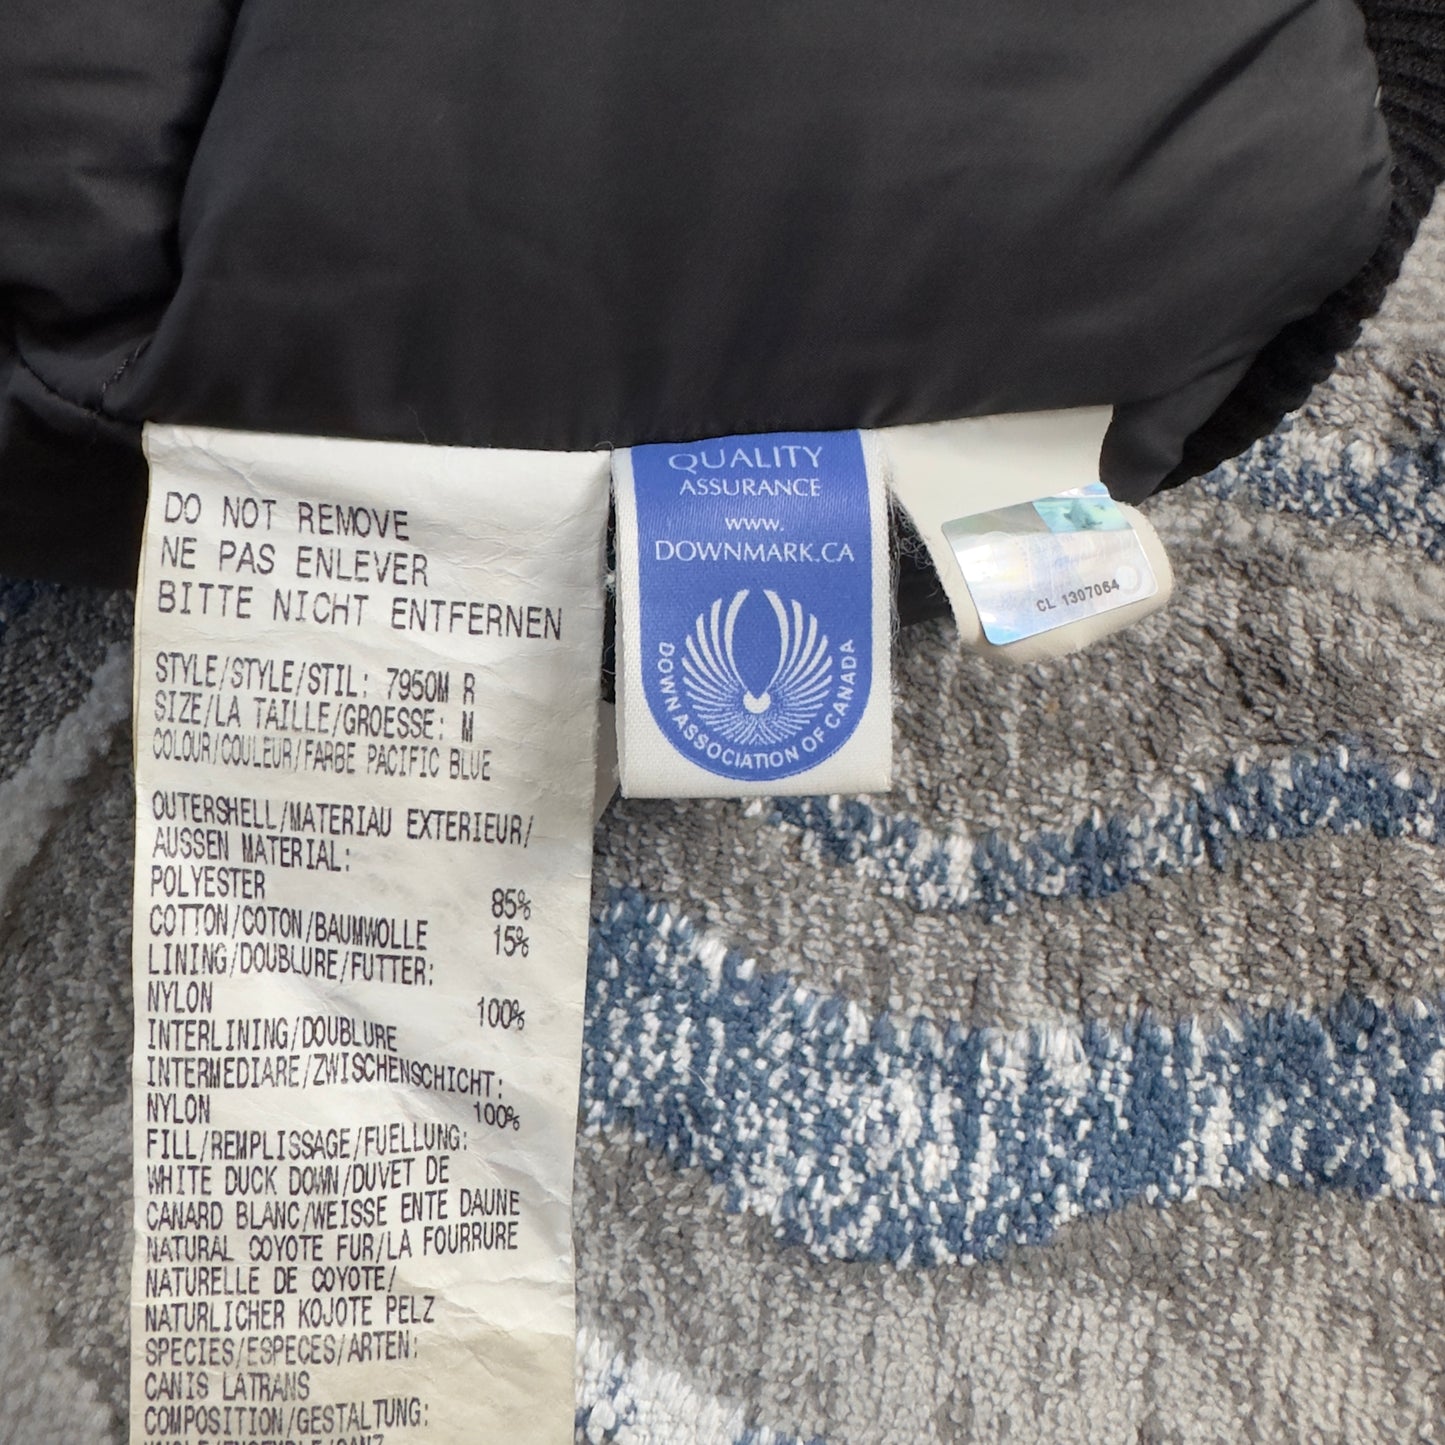 DO NOT REMOVE
NE PAS ENLEVER
BITTE NICHT ENTFERNEN
STYLE/STYLE/STIL: 7950M R
SIZE/LA TAILLE/GROESSE: M
COLOUR/COULEUR/FARBE PACIFIC BLUE
OUTERSHELL/MATERIAU EXTERIEUR/
AUSSEN MATERIAL:
POLYESTER 85%
COTTON/COTON/BAUMWOLLE 15%
LINING/DOUBLURE/FUTTER:
NYLON 100%
INTERLINING/DOUBLURE
INTERMEDIARE/ZWISCHENSCHICHT:
NYLON 100%
FILL/REMPLISSAGE/FUELLUNG:
WHITE DUCK DOWN/DUVET DE
CANARD BLANC/WEISSE ENTE DAUNE
NATURAL COYOTE FUR/LA FOURRURE
NATURELLE DE COYOTE/
NATURLICHER KOJOTE PELZ
SPECIES/ESPECES/ARTEN:
CANIS LATRANS
COMPOSITION/GESTALTUNG:
QUALITY
ASSURANCE
www.
DOWNMARK.CA
DOWN ASSOCIATION OF CANADA
CL 1307064